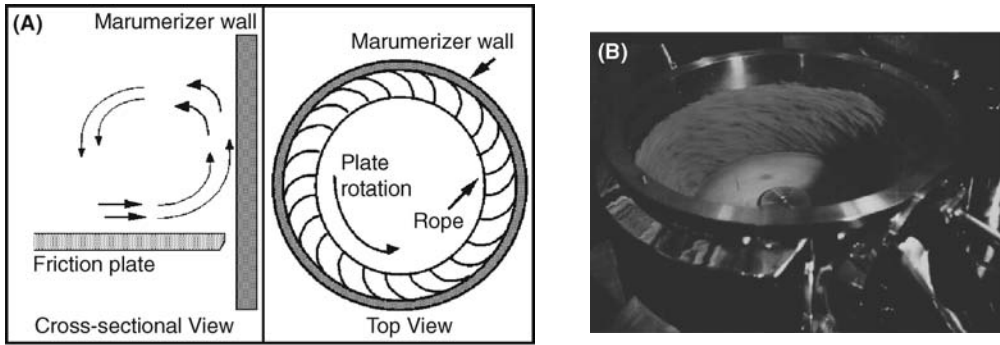 (A)
Marumerizer wall
Friction plate
Cross-sectional View
Marumerizer wall
Plate
rotation
Rope
Top View
(B)